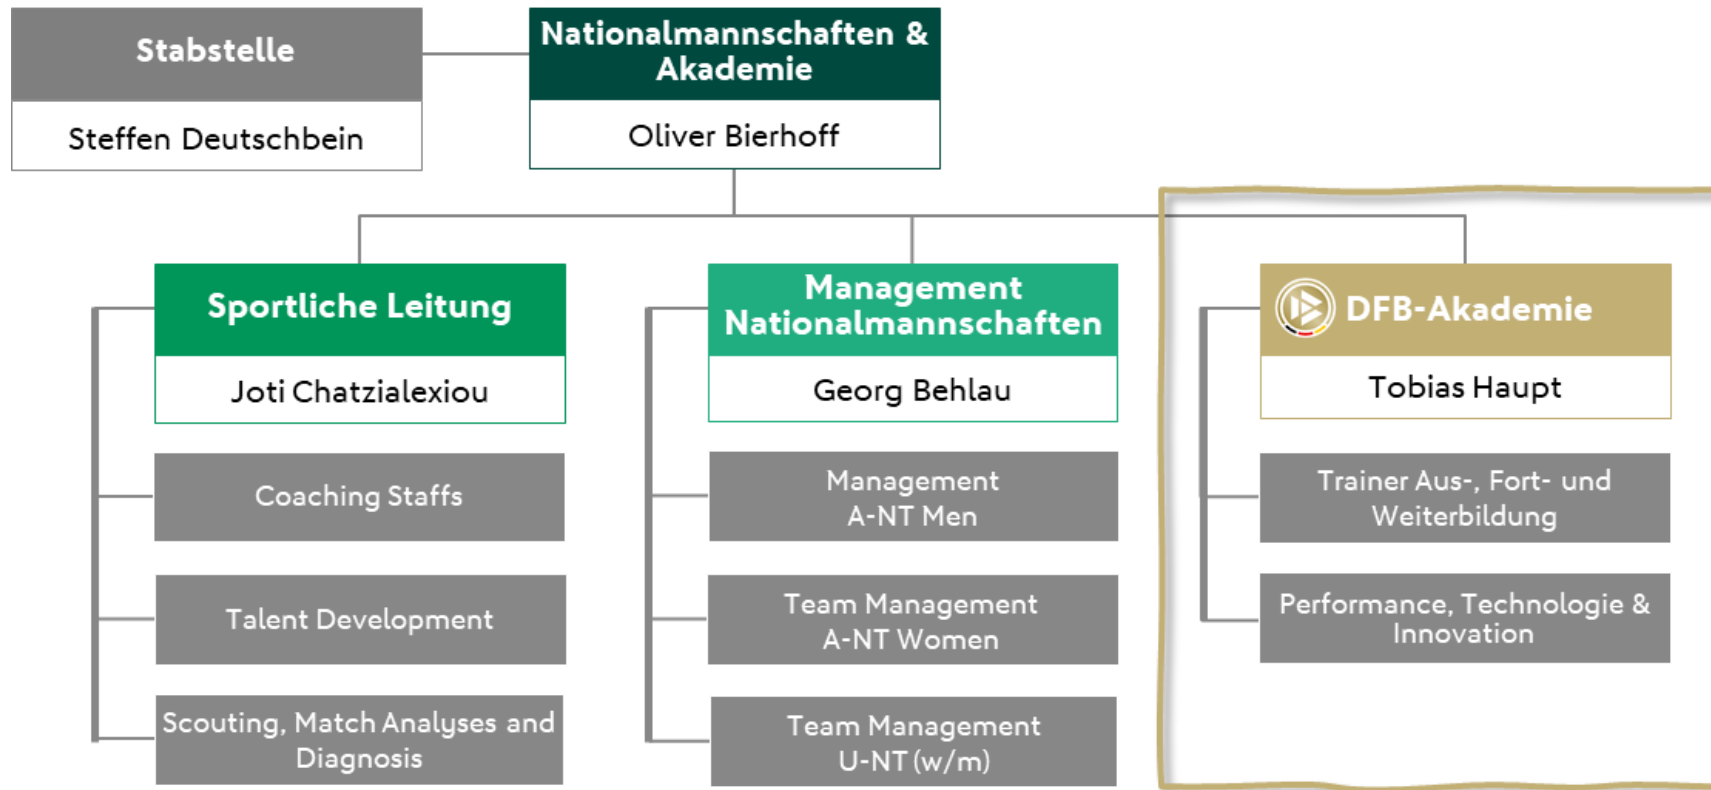 Stabstelle
Steffen Deutschbein
Nationalmannschaften &
Akademie
Oliver Bierhoff
Sportliche Leitung
Joti Chatzialexiou
Coaching Staffs
Talent Development
Scouting, Match Analyses and
Diagnosis
Management
Nationalmannschaften
Georg Behlau
Management
A-NT Men
Team Management
A-NT Women
Team Management
U-NT (w/m)
DFB-Akademie
Tobias Haupt
Trainer Aus-, Fort- und
Weiterbildung
Performance, Technologie &
Innovation